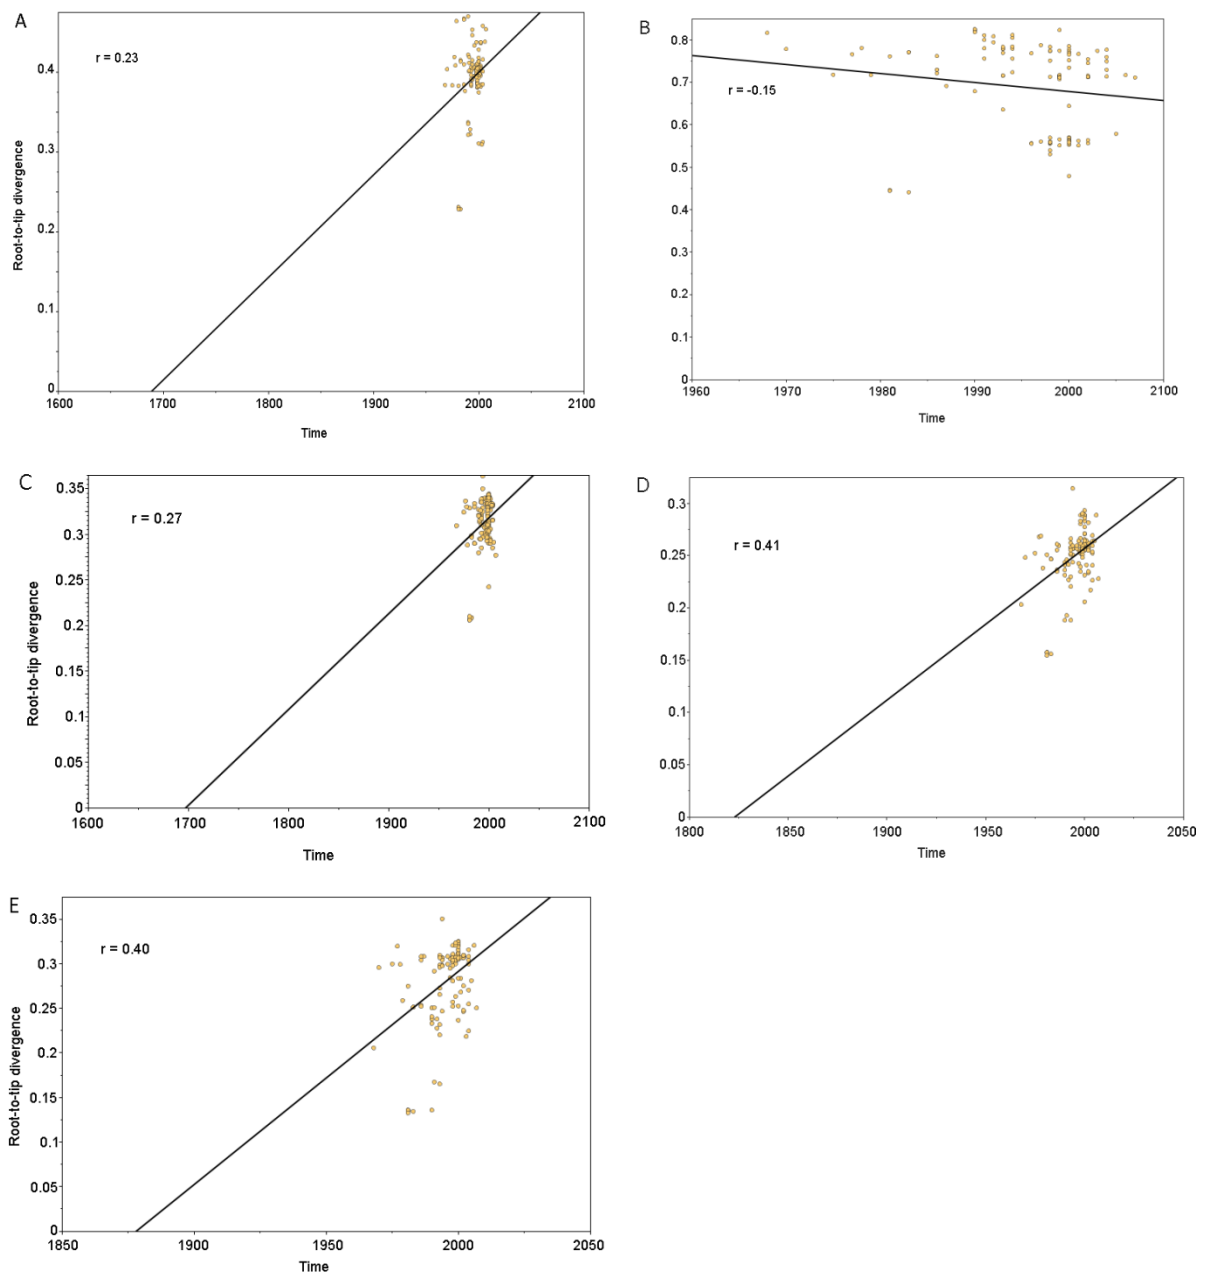 A
r = 0.23
Root-to-tip divergence
0.4
0.3
0.2
0.1
0
1600 1700 1800 1900 2000 2100
Time
B
r = -0.15
0.8
0.7
0.6
0.5
0.4
0.3
0.2
0.1
0
1960 1970 1980 1990 2000 2100
Time
C
r = 0.27
Root-to-tip divergence
0.35
0.3
0.25
0.2
0.15
0.1
0.05
0
1600 1700 1800 1900 2000 2100
Time
D
r = 0.41
0.3
0.25
0.2
0.15
0.1
0.05
0
1800 1850 1900 1950 2000 2050
Time
E
r = 0.40
Root-to-tip divergence
0.35
0.3
0.25
0.2
0.15
0.1
0.05
0
1850 1900 1950 2000 2050
Time